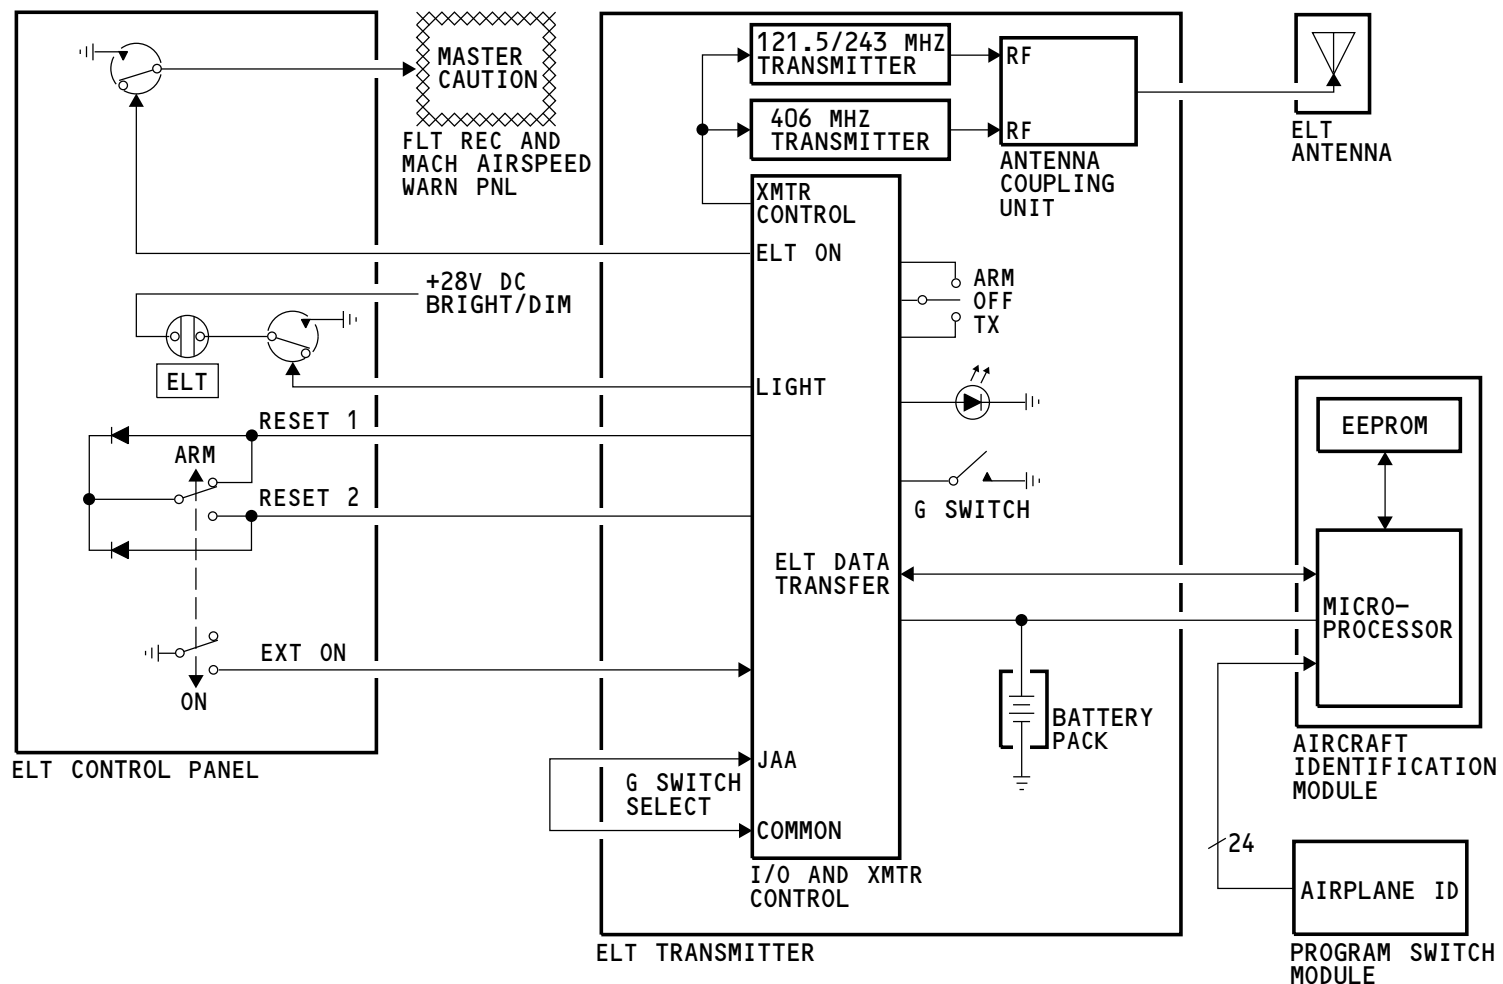 MASTER
CAUTION
FLT REC AND
MACH AIRSPEED
WARN PNL
+28V DC
BRIGHT/DIM
ELT
RESET 1
ARM
RESET 2
EXT ON
ON
ELT CONTROL PANEL
121.5/243 MHZ
TRANSMITTER
406 MHZ
TRANSMITTER
RF
RF
ANTENNA
COUPLING
UNIT
ELT
ANTENNA
XMTR
CONTROL
ELT ON
LIGHT
ARM
OFF
TX
G SWITCH
ELT DATA
TRANSFER
JAA
G SWITCH
SELECT
COMMON
I/O AND XMTR
CONTROL
BATTERY
PACK
ELT TRANSMITTER
EEPROM
MICRO-
PROCESSOR
AIRCRAFT
IDENTIFICATION
MODULE
24
AIRPLANE ID
PROGRAM SWITCH
MODULE